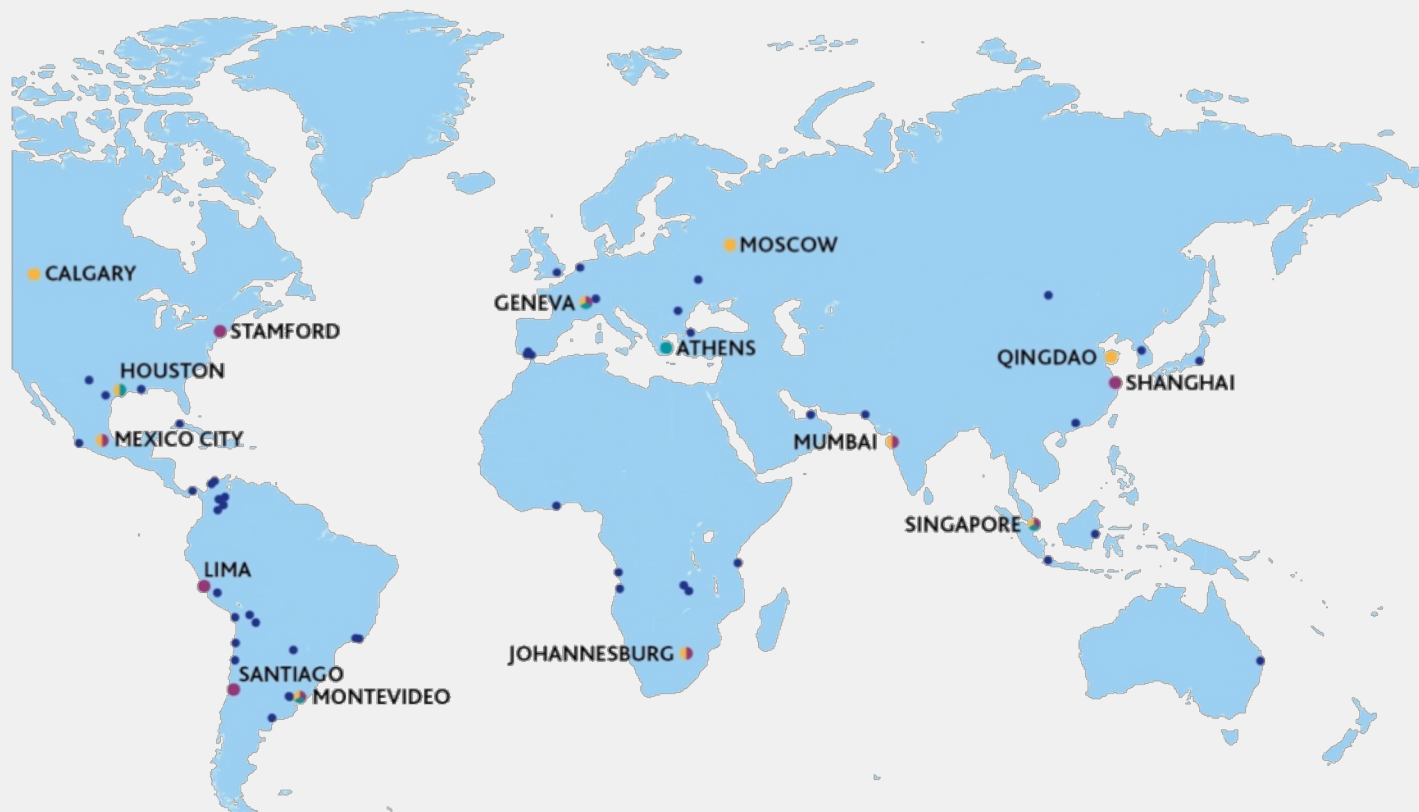 MOSCOW
CALGARY
GENEVA
STAMFORD
ATHENS
QINGDAO
HOUSTON
SHANGHAI
MEXICO CITY
MUMBAI
SINGAPORE
LIMA
JOHANNESBURG
SANTIAGO
MONTEVIDEO